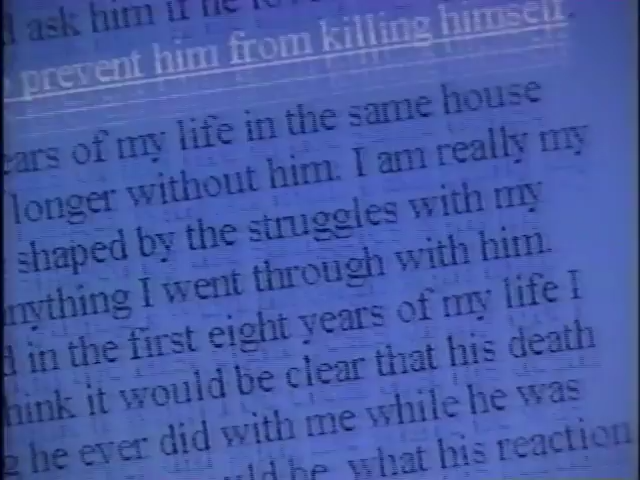 ask him if he
prevent him from killing himself.
ears of my life in the same house
longer without him. I am really my
shaped by the struggles with my
nything I went through with him.
d in the first eight years of my life I
hink it would be clear that his death
g he ever did with me while he was
uld be what his reaction